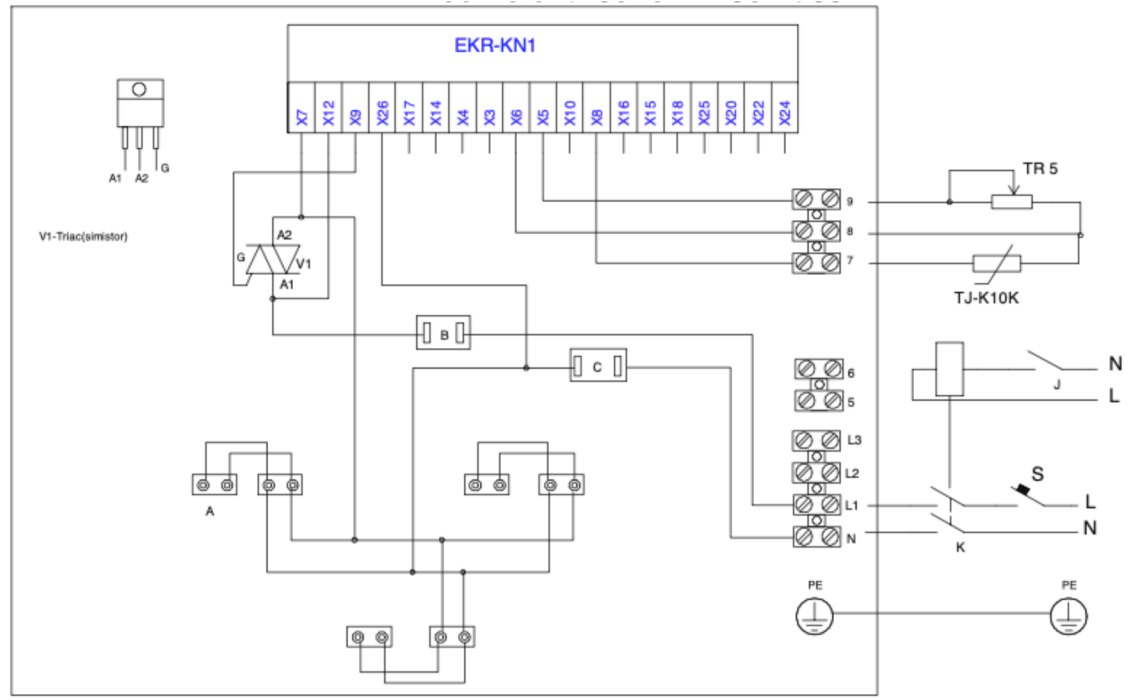 EKR-KN1
X7 X12 X9 X26 X17 X14 X4 X3 X6 X5 X10 X8 X16 X15 X18 X25 X20 X22 X24
A1 A2 G
TR 5
9
V1-Triac(simistor)
A2
8
G
V1
7
A1
TJ-K10K
B
C
6
N
J
5
L
L3
L2
S
A
L1
L
N
N
K
PE
PE